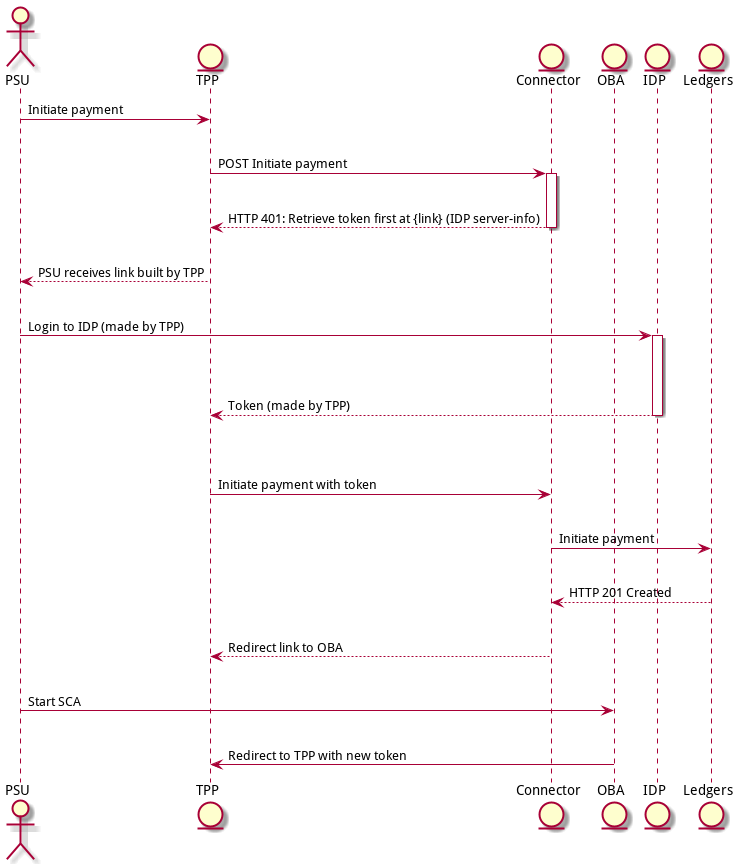 PSU
TPP
Connector
OBA
IDP
Ledgers
Initiate payment
POST Initiate payment
HTTP 401: Retrieve token first at {link} (IDP server-info)
PSU receives link built by TPP
Login to IDP (made by TPP)
Token (made by TPP)
Initiate payment with token
Initiate payment
HTTP 201 Created
Redirect link to OBA
Start SCA
Redirect to TPP with new token
PSU
TPP
Connector
OBA
IDP
Ledgers